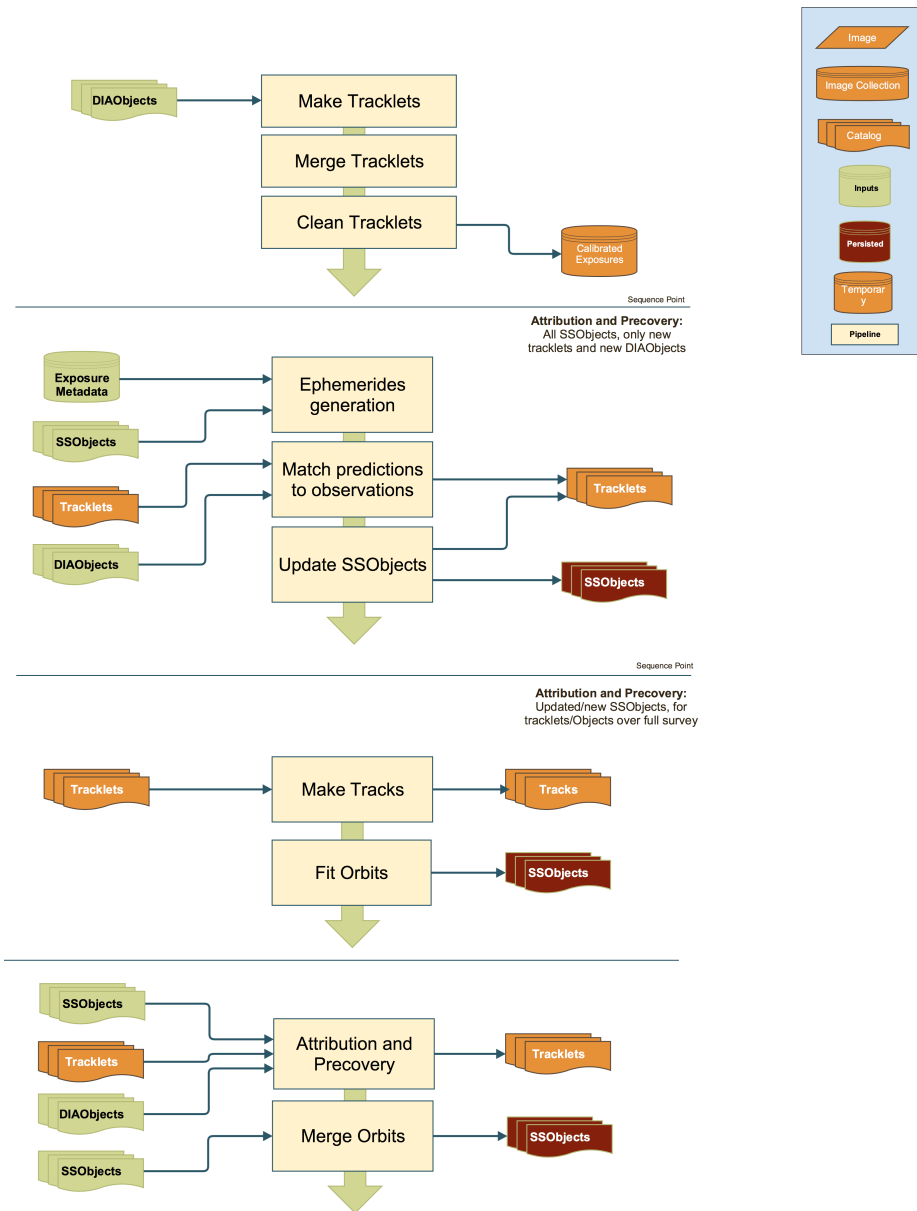 Image
Image Collection
Catalog
Inputs
Persisted
Temporar
y
Pipeline
DIAObjects
Make Tracklets
Merge Tracklets
Clean Tracklets
Calibrated
Exposures
Sequence Point
Attribution and Precovery:
All SSObjects, only new
tracklets and new DIAObjects
Exposure
Metadata
Ephemerides
generation
SSObjects
Match predictions
to observations
Tracklets
Tracklets
DIAObjects
Update SSObjects
SSObjects
Sequence Point
Attribution and Precovery:
Updated/new SSObjects, for
tracklets/Objects over full survey
Tracklets
Make Tracks
Tracks
Fit Orbits
SSObjects
SSObjects
Attribution and
Precovery
Tracklets
Tracklets
DIAObjects
Merge Orbits
SSObjects
SSObjects